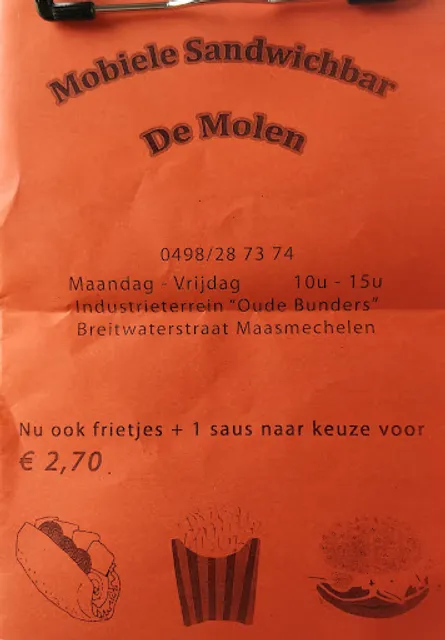 Mobiele Sandwichbar
De Molen
0498/28 73 74
Maandag - Vrijdag 10u - 15u
Industrieterrein "Oude Bunders"
Breitwaterstraat Maasmechelen
Nu ook frietjes + 1 saus naar keuze voor
€ 2,70.